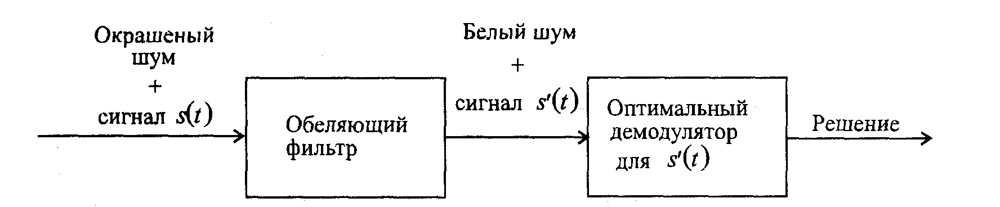 Окрашеный
шум
+
сигнал s(t)
Обеляющий
фильтр
Белый шум
+
сигнал s'(t)
Оптимальный
демодулятор
для s'(t)
Решение